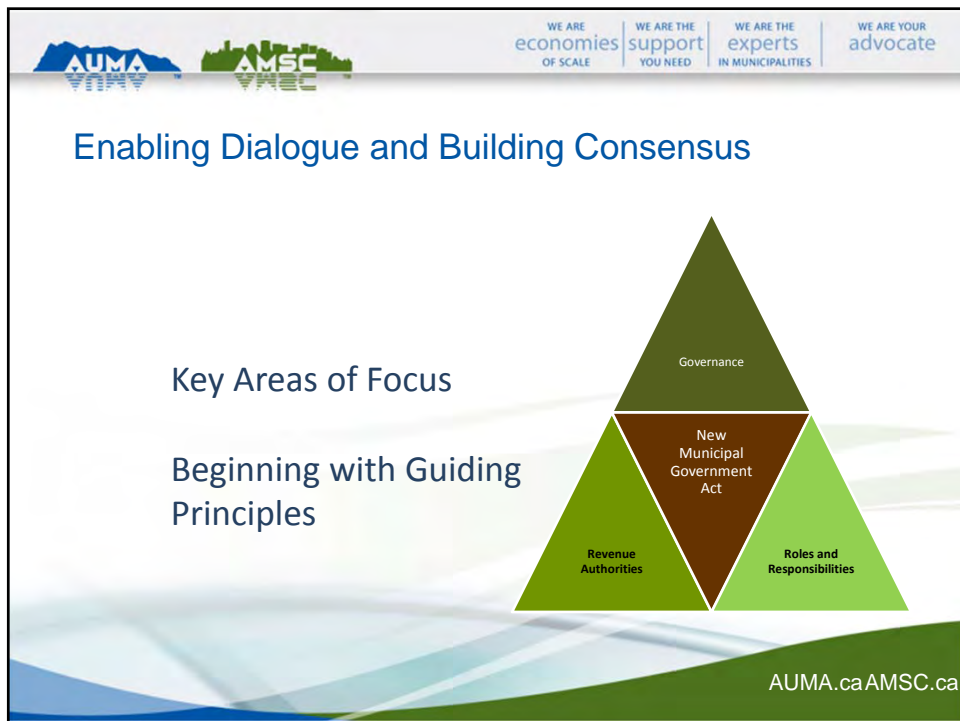 AUMA
AMSC
WE ARE
economies
OF SCALE
WE ARE THE
support
YOU NEED
WE ARE THE
experts
IN MUNICIPALITIES
WE ARE YOUR
advocate
Enabling Dialogue and Building Consensus
Key Areas of Focus
Beginning with Guiding
Principles
Governance
New
Municipal
Government
Act
Revenue
Authorities
Roles and
Responsibilities
AUMA.caAMSC.ca